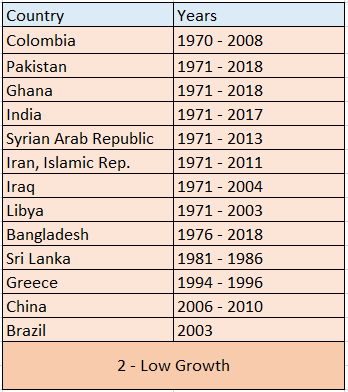 Country Years
Colombia 1970 - 2008
Pakistan 1971 - 2018
Ghana 1971 - 2018
India 1971 - 2017
Syrian Arab Republic 1971 - 2013
Iran, Islamic Rep. 1971 - 2011
Iraq 1971 - 2004
Libya 1971 - 2003
Bangladesh 1976 - 2018
Sri Lanka 1981 - 1986
Greece 1994 - 1996
China 2006 - 2010
Brazil 2003
2 - Low Growth